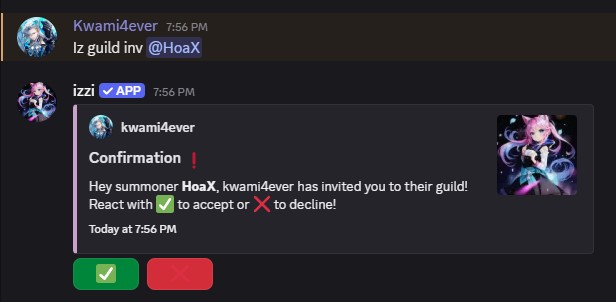 Kwami4ever 7:56 PM
Iz guild inv @HoaX
izzi ✓ APP 7:56 PM
kwami4ever
Confirmation ❗
Hey summoner HoaX, kwami4ever has invited you to their guild!
React with ✅ to accept or ❌ to decline!
Today at 7:56 PM